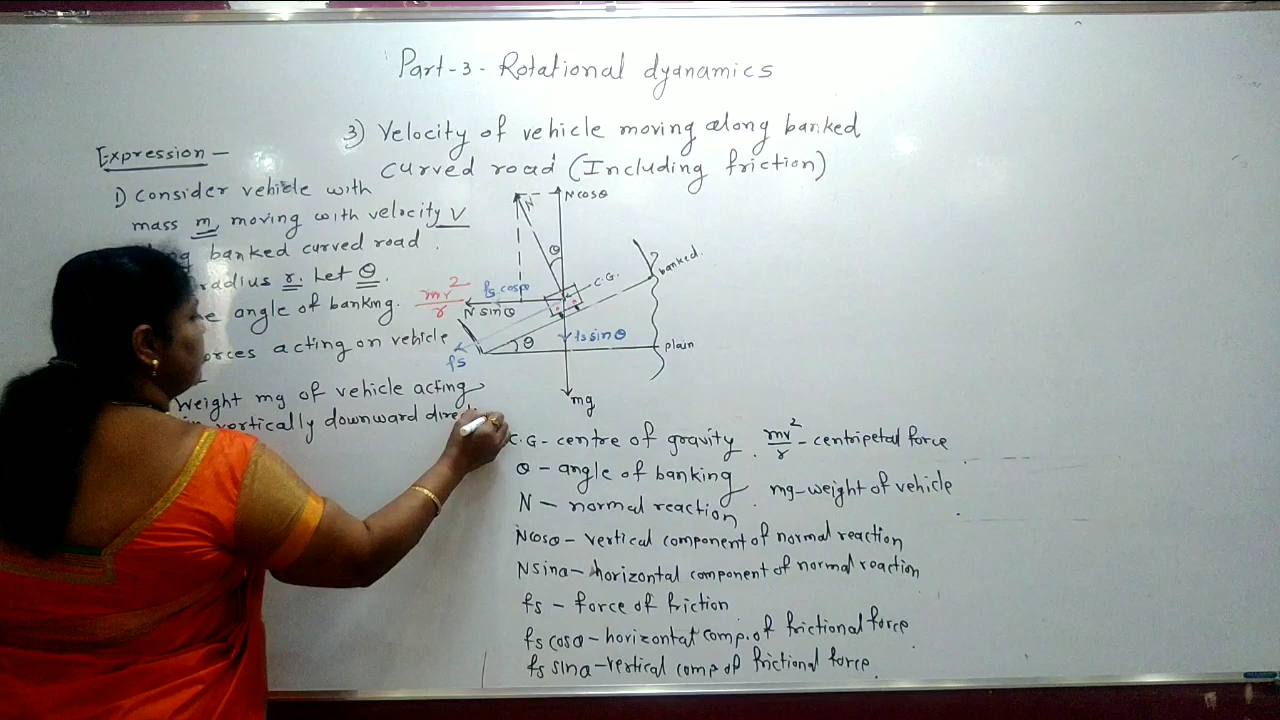 Part-3- Rotational dyanamics
3) Velocity of vehicle moving along banked
curved road (Including friction)
Expression -
1) Consider vehicle with
mass m, moving with velocity V
banked curved road.
radius r. Let θ
angle of banking.
acting on vehicle
Weight mg of vehicle acting
vertically downward
N
Ncosθ
θ
C.G.
banked.
mv²/r
fs cosθ
N sinθ
fs sinθ
θ
fs
plain
mg
C.G- centre of gravity. mv²/r - centripetal force
θ - angle of banking
mg-weight of vehicle
N - normal reaction
Ncosθ - vertical component of normal reaction
Nsinθ- horizontal component of normal reaction
fs - force of friction
fs cosθ - horizontal comp. of frictional force
fs sinθ - vertical comp of frictional force.